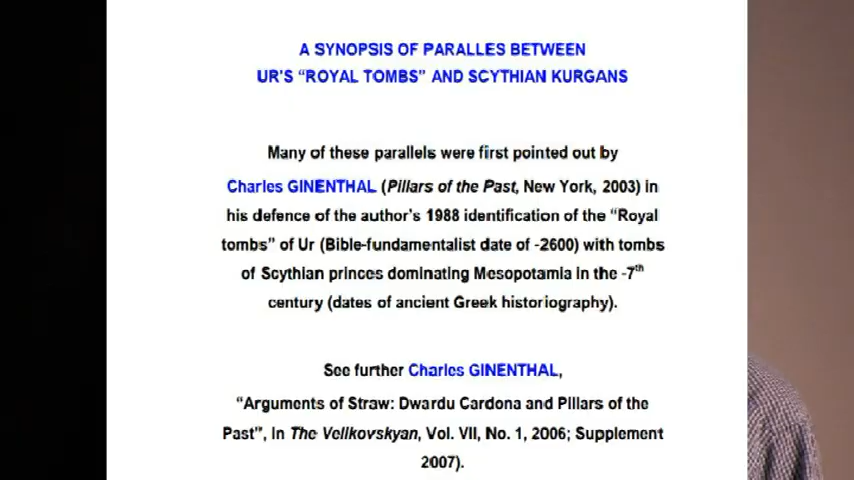 A SYNOPSIS OF PARALLES BETWEEN
UR'S “ROYAL TOMBS” AND SCYTHIAN KURGANS
Many of these parallels were first pointed out by
Charles GINENTHAL (Pillars of the Past, New York, 2003) in
his defence of the author's 1988 identification of the “Royal
tombs” of Ur (Bible-fundamentalist date of -2600) with tombs
of Scythian princes dominating Mesopotamia in the -7th
century (dates of ancient Greek historiography).
See further Charles GINENTHAL,
“Arguments of Straw: Dwardu Cardona and Pillars of the
Past”, in The Velikovskyan, Vol. VII, No. 1, 2006; Supplement
2007).